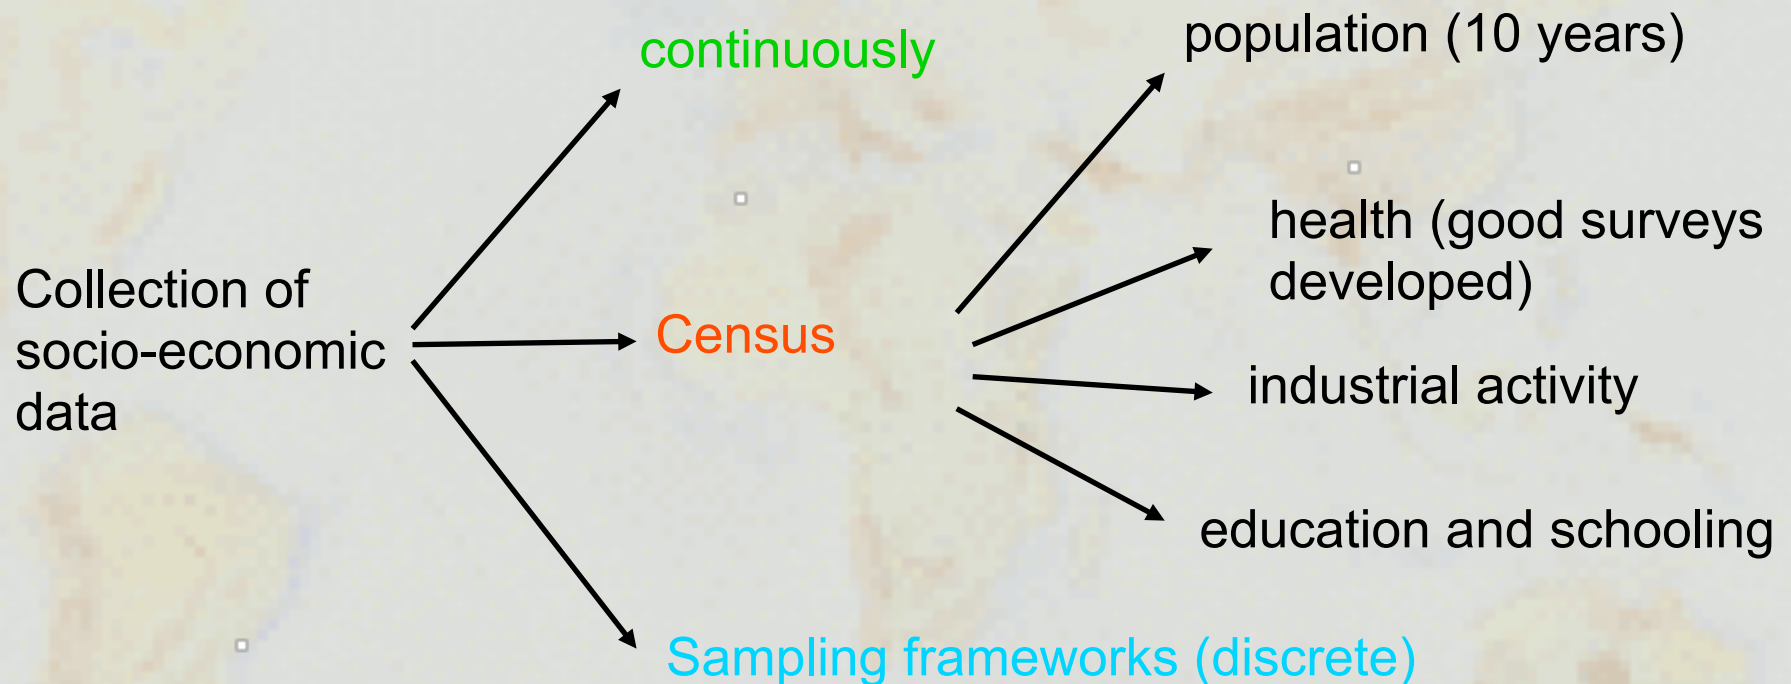 Collection of
socio-economic
data
continuously
Census
Sampling frameworks (discrete)
population (10 years)
health (good surveys
developed)
industrial activity
education and schooling